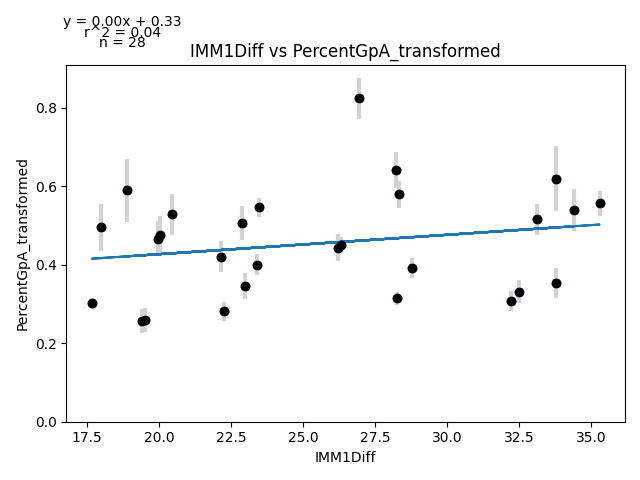 y = 0.00x + 0.33
r^2 = 0.04
n = 28
IMM1Diff vs PercentGpA_transformed
PercentGpA_transformed
0.8
0.6
0.4
0.2
0.0
17.5 20.0 22.5 25.0 27.5 30.0 32.5 35.0
IMM1Diff